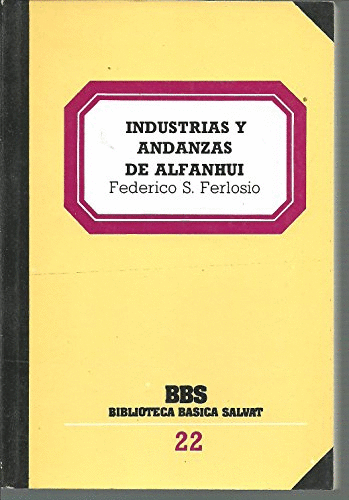 INDUSTRIAS Y
ANDANZAS
DE ALFANHUI
Federico S. Ferlosio
BBS
BIBLIOTECA BASICA SALVAT
22